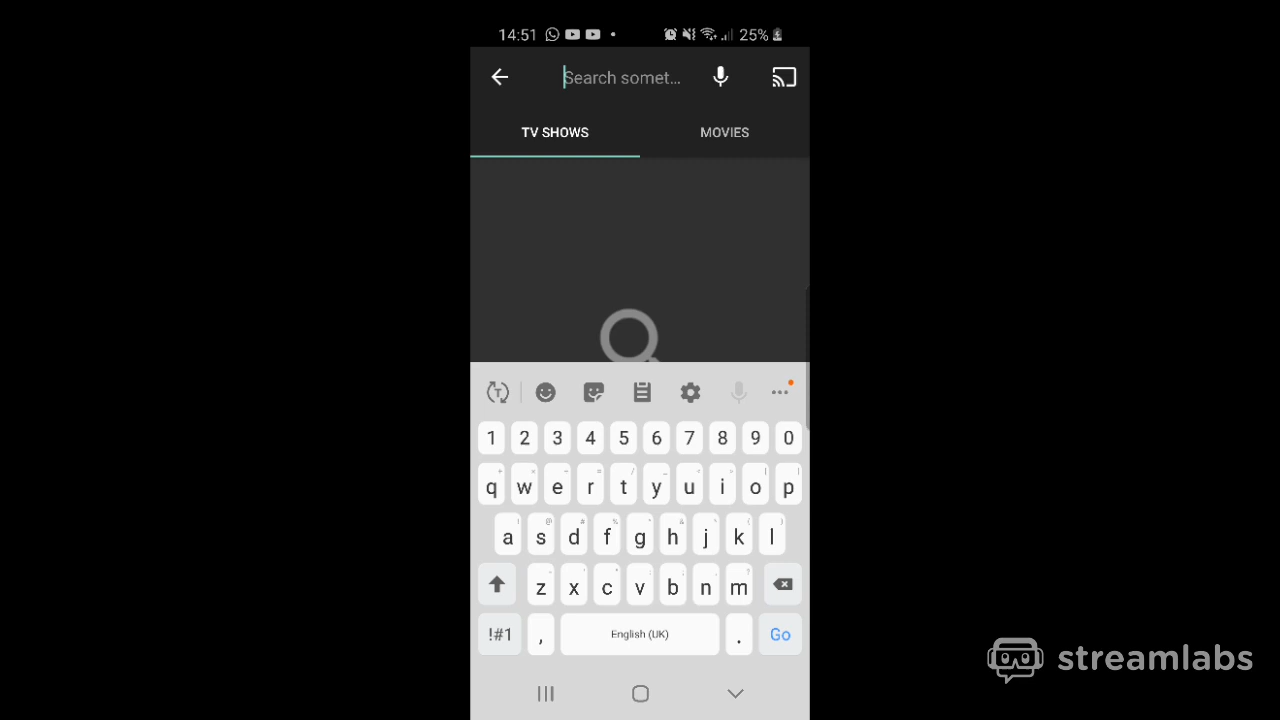 14:51 25%
Search somet...
TV SHOWS MOVIES
1 2 3 4 5 6 7 8 9 0
q w e r t y u i o p
a s d f g h j k l
z x c v b n m
!#1 , English (UK) . Go
streamlabs